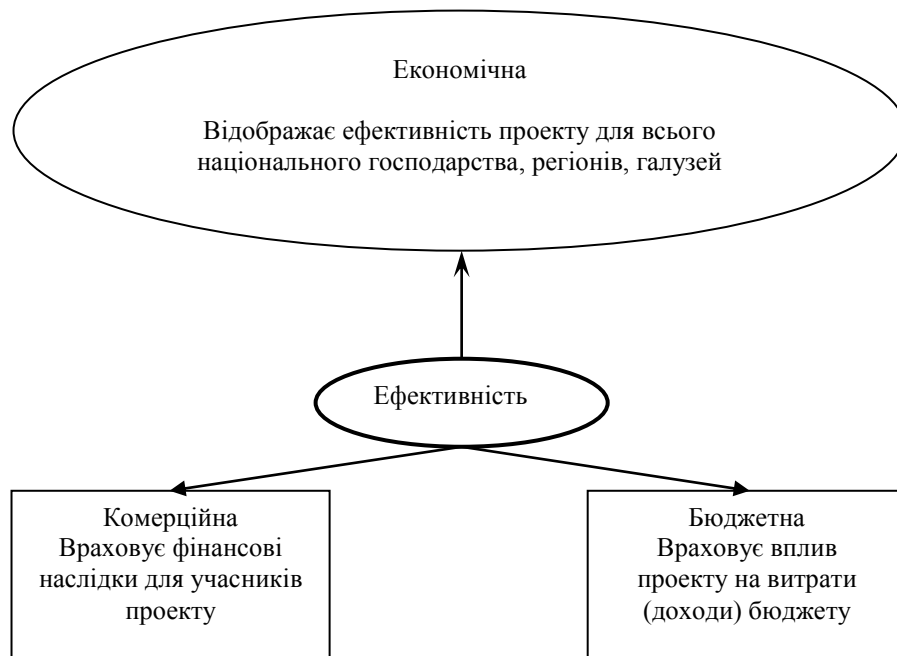 Економічна
Відображає ефективність проекту для всього
національного господарства, регіонів, галузей
Ефективність
Комерційна
Враховує фінансові
наслідки для учасників
проекту
Бюджетна
Враховує вплив
проекту на витрати
(доходи) бюджету